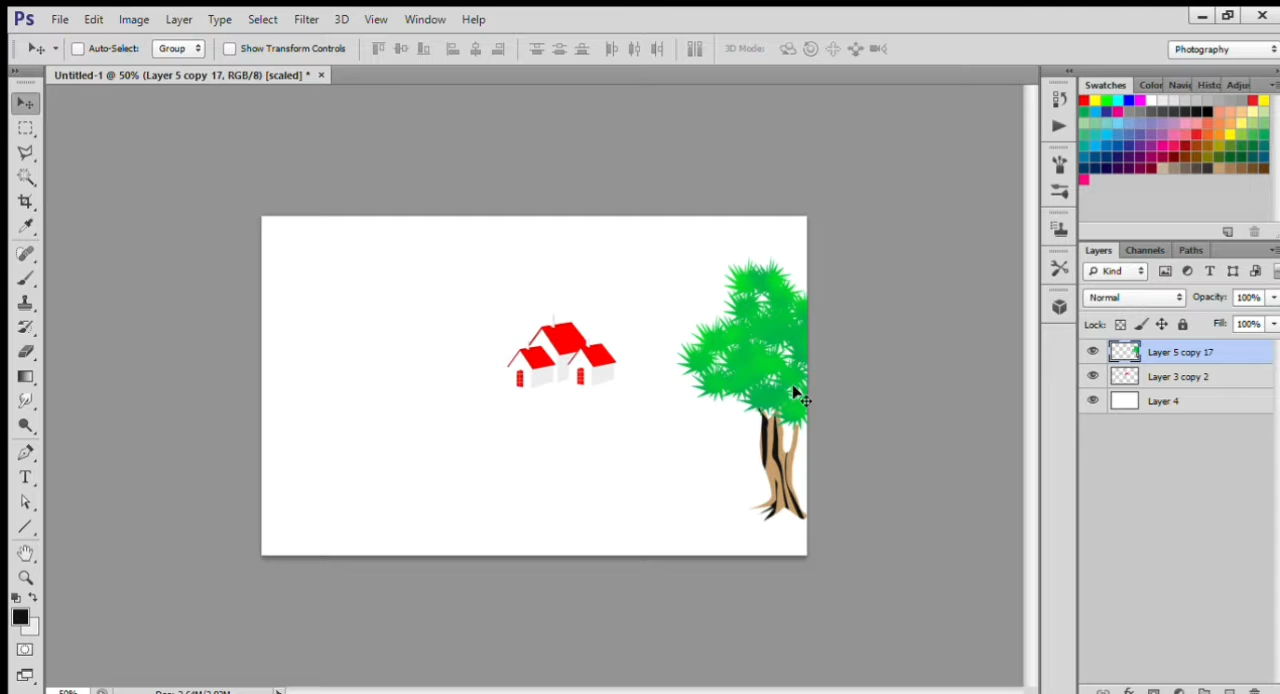 Ps File Edit Image Layer Type Select Filter 3D View Window Help
Auto-Select: Group Show Transform Controls 3D Mode: Photography
Untitled-1 @ 50% (Layer 5 copy 17, RGB/8) [scaled] * ×
Swatches Color Navi Histo Adjus
Layers Channels Paths
Kind T
Normal Opacity: 100%
Lock: Fill: 100%
Layer 5 copy 17
Layer 3 copy 2
Layer 4
T
50%